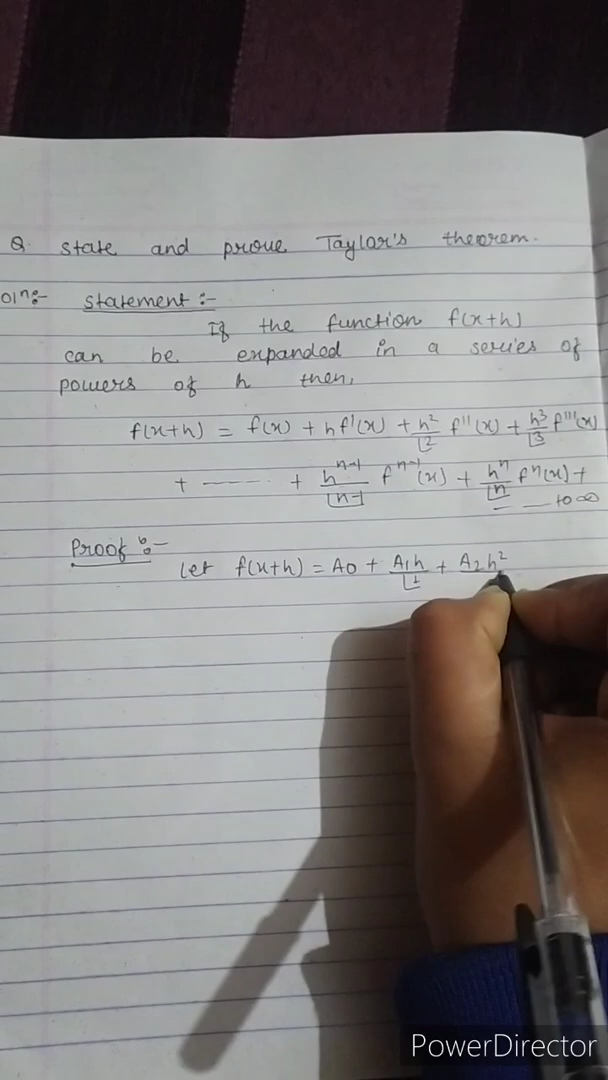 Q. state and prove Taylor's theorem.
Olnº:- Statement :-
If the function f(x+h)
can be expanded in a series of
powers of h then,
f(x+h) = f(x) + hf'(x) + h²/⌊2 f''(x) + h³/⌊3 f'''(x)
+ ------- + hⁿ⁻¹/⌊n-1 fⁿ⁻¹(x) + hⁿ/⌊n fⁿ(x) +
— — to ∞
Proof :-
Let f(x+h) = A0 + A₁h/⌊1 + A₂h²
PowerDirector